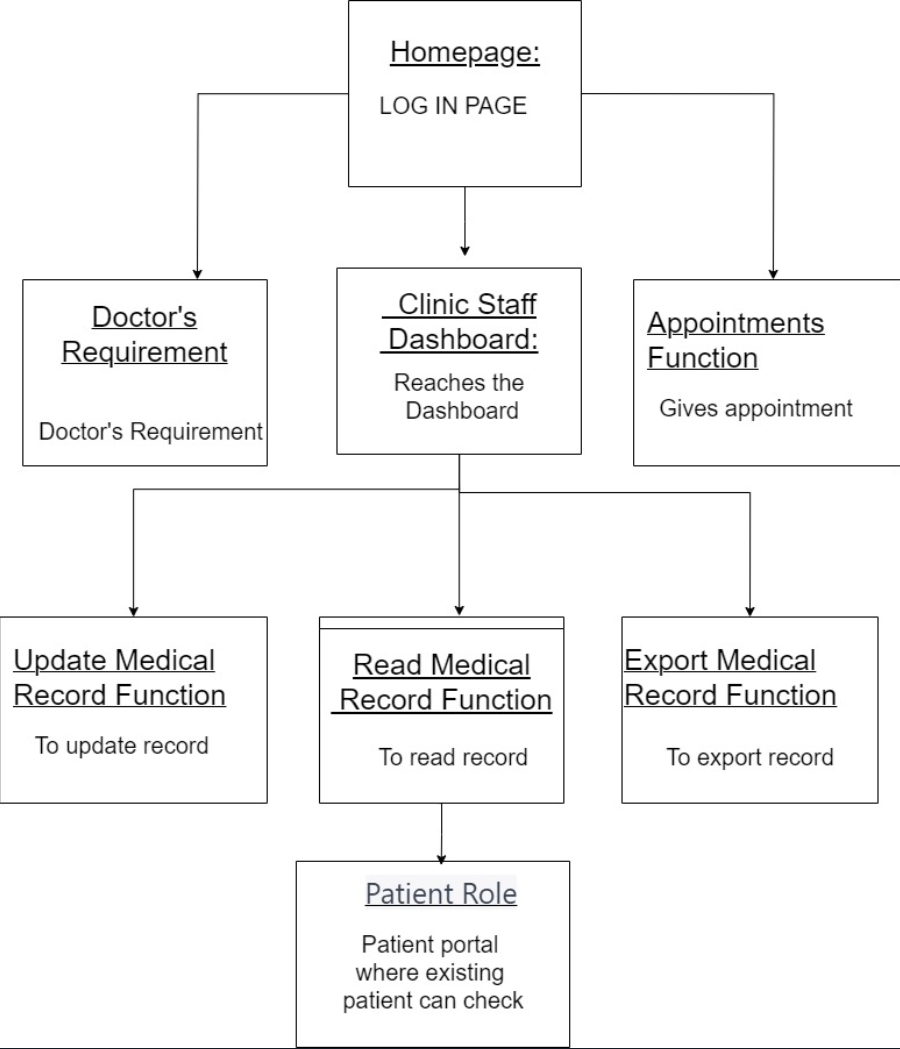 Homepage:
LOG IN PAGE
Doctor's
Requirement
Doctor's Requirement
Clinic Staff
Dashboard:
Reaches the
Dashboard
Appointments
Function
Gives appointment
Update Medical
Record Function
To update record
Read Medical
Record Function
To read record
Export Medical
Record Function
To export record
Patient Role
Patient portal
where existing
patient can check